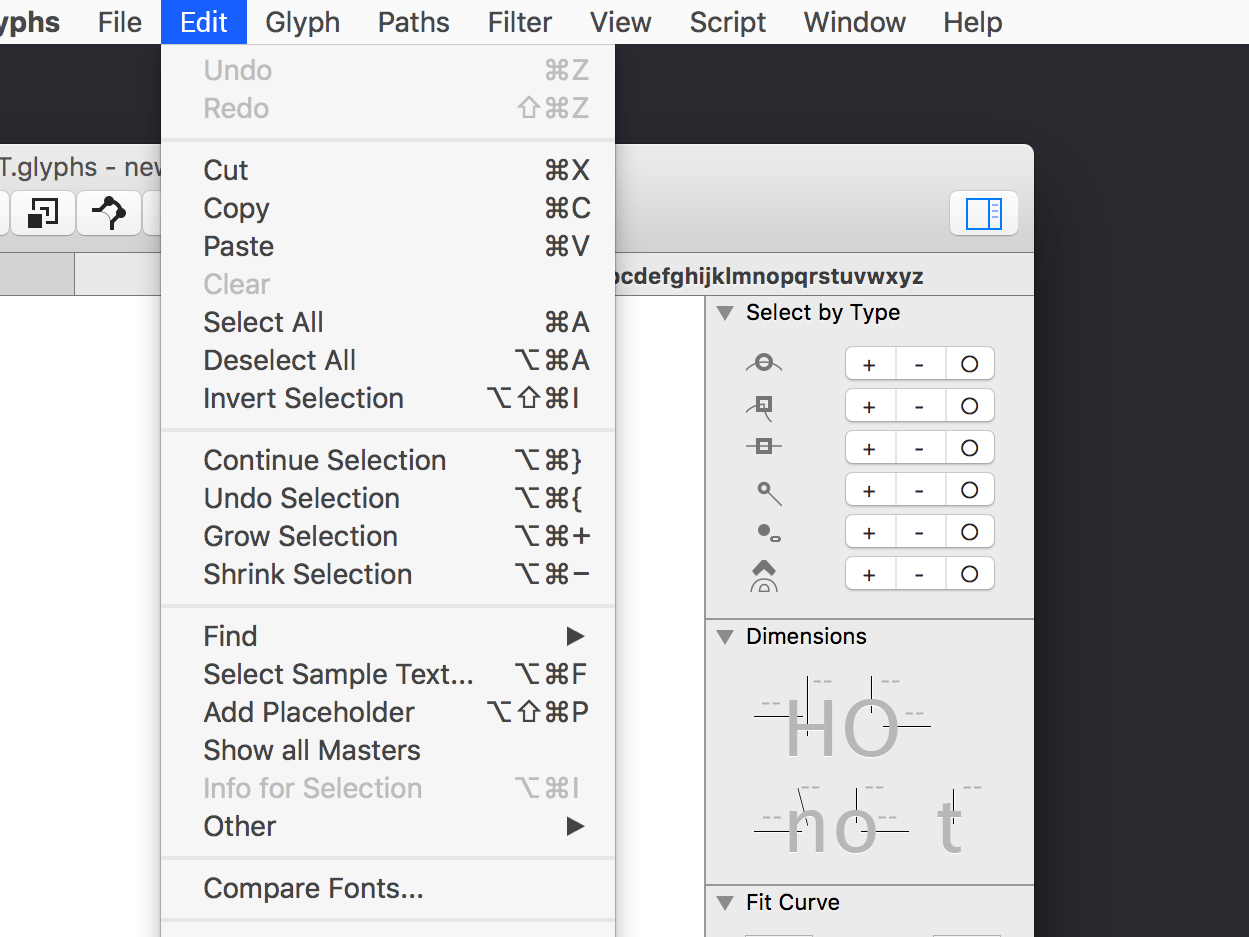 yphs File Edit Glyph Paths Filter View Script Window Help
Undo ⌘Z
Redo ⇧⌘Z
T.glyphs - new
Cut ⌘X
Copy ⌘C
Paste ⌘V
Clear
bcdefghijklmnopqrstuvwxyz
Select All ⌘A
Deselect All ⌥⌘A
Invert Selection ⌥⇧⌘I
Continue Selection ⌥⌘}
Undo Selection ⌥⌘{
Grow Selection ⌥⌘+
Shrink Selection ⌥⌘−
Find ▶
Select Sample Text... ⌥⌘F
Add Placeholder ⌥⇧⌘P
Show all Masters
Info for Selection ⌥⌘I
Other ▶
Compare Fonts...
Select by Type
+ - O
+ - O
+ - O
+ - O
+ - O
+ - O
Dimensions
-- --
-- HO --
-- --
-- no -- t --
Fit Curve